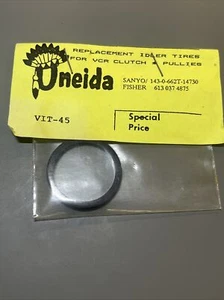 REPLACEMENT IDLER TIRES
FOR VCR CLUTCH & PULLIES
Oneida
SANYO/ 143-0-662T-14730
FISHER 613 037 4875
VIT-45
Special
Price